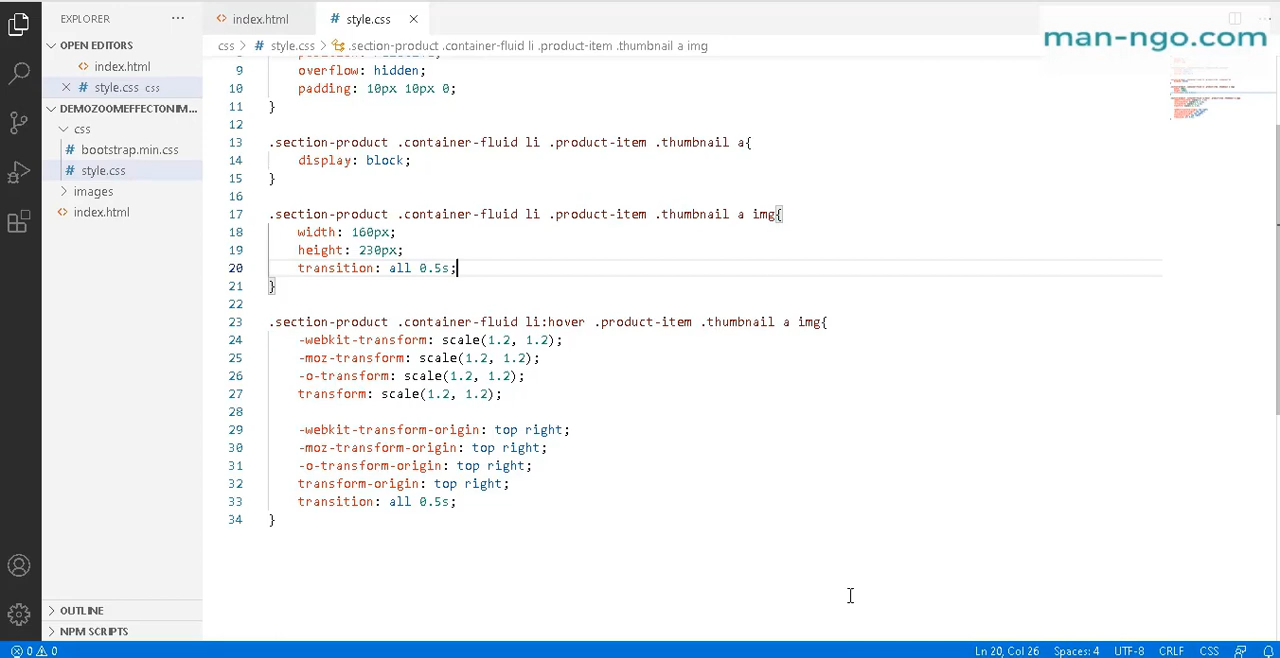 EXPLORER
index.html
style.css
man-ngo.com
OPEN EDITORS
css
style.css
.section-product .container-fluid li .product-item .thumbnail a img
index.html
style.css css
DEMOZOOMEFFECTONIM...
css
bootstrap.min.css
style.css
images
index.html
9 overflow: hidden;
10 padding: 10px 10px 0;
11 }
12
13 .section-product .container-fluid li .product-item .thumbnail a{
14 display: block;
15 }
16
17 .section-product .container-fluid li .product-item .thumbnail a img{
18 width: 160px;
19 height: 230px;
20 transition: all 0.5s;
21 }
22
23 .section-product .container-fluid li:hover .product-item .thumbnail a img{
24 -webkit-transform: scale(1.2, 1.2);
25 -moz-transform: scale(1.2, 1.2);
26 -o-transform: scale(1.2, 1.2);
27 transform: scale(1.2, 1.2);
28
29 -webkit-transform-origin: top right;
30 -moz-transform-origin: top right;
31 -o-transform-origin: top right;
32 transform-origin: top right;
33 transition: all 0.5s;
34 }
OUTLINE
NPM SCRIPTS
0 0
Ln 20, Col 26
Spaces: 4
UTF-8
CRLF
CSS